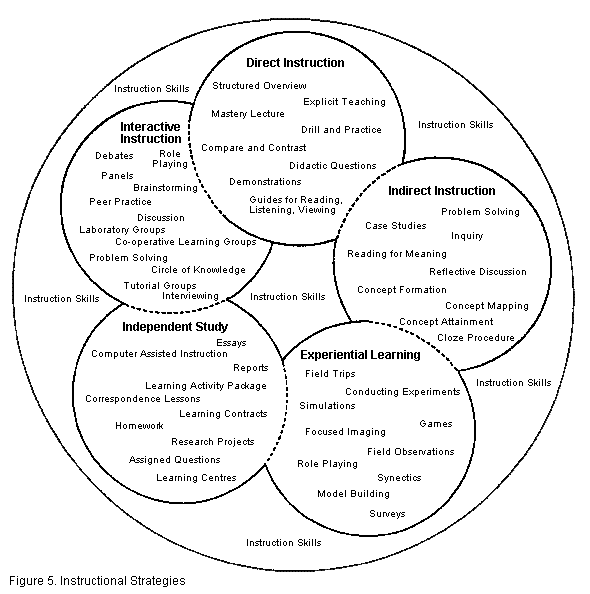 Direct Instruction
Structured Overview
Explicit Teaching
Mastery Lecture
Drill and Practice
Compare and Contrast
Didactic Questions
Demonstrations
Guides for Reading,
Listening, Viewing
Instruction Skills
Instruction Skills
Interactive
Instruction
Debates
Role
Playing
Panels
Brainstorming
Peer Practice
Discussion
Laboratory Groups
Co-operative Learning Groups
Problem Solving
Circle of Knowledge
Tutorial Groups
Interviewing
Indirect Instruction
Problem Solving
Case Studies
Inquiry
Reading for Meaning
Reflective Discussion
Concept Formation
Concept Mapping
Concept Attainment
Cloze Procedure
Instruction Skills
Instruction Skills
Independent Study
Essays
Computer Assisted Instruction
Reports
Learning Activity Package
Correspondence Lessons
Learning Contracts
Homework
Research Projects
Assigned Questions
Learning Centres
Experiential Learning
Field Trips
Conducting Experiments
Simulations
Games
Focused Imaging
Field Observations
Role Playing
Synectics
Model Building
Surveys
Instruction Skills
Instruction Skills
Figure 5. Instructional Strategies